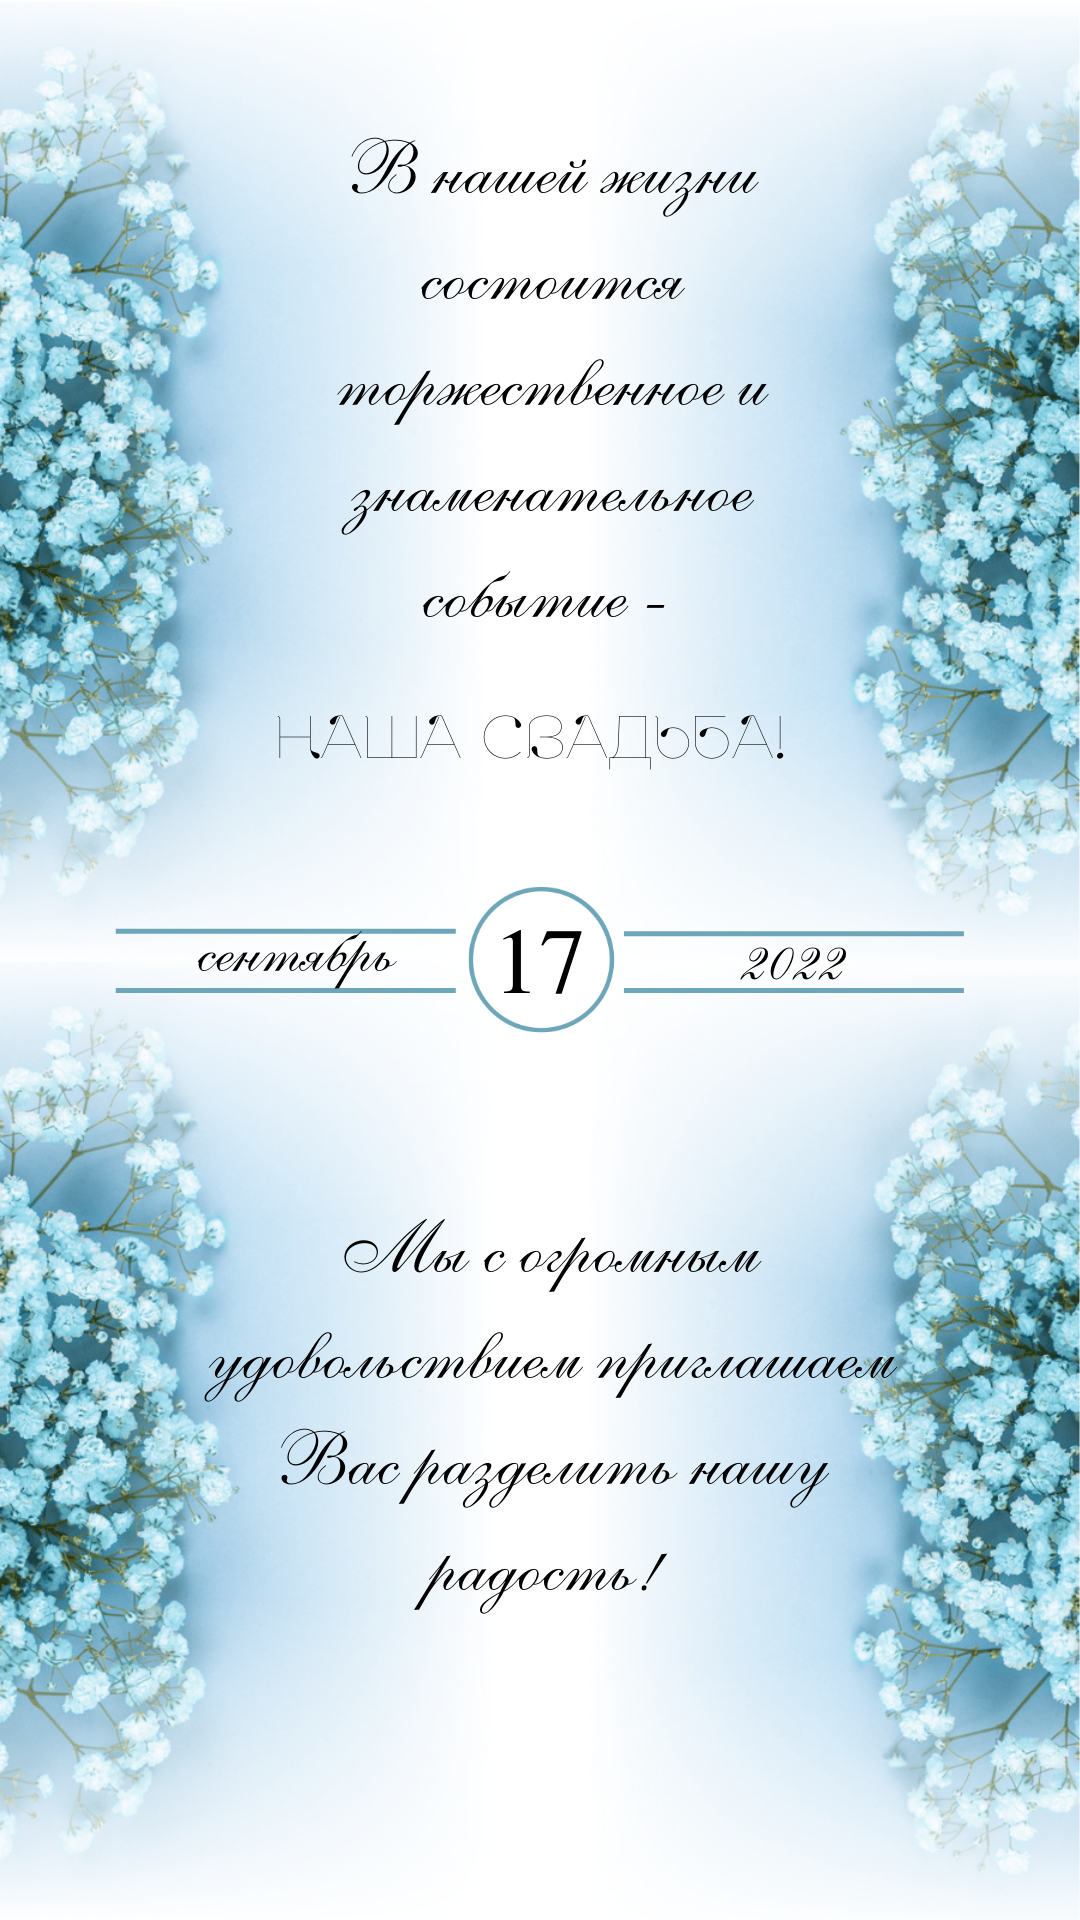 В нашей жизни
состоится
торжественное и
знаменательное
событие -
НАША СВАДЬБА!
сентябрь 17 2022
Мы с огромным
удовольствием приглашаем
Вас разделить нашу
радость!